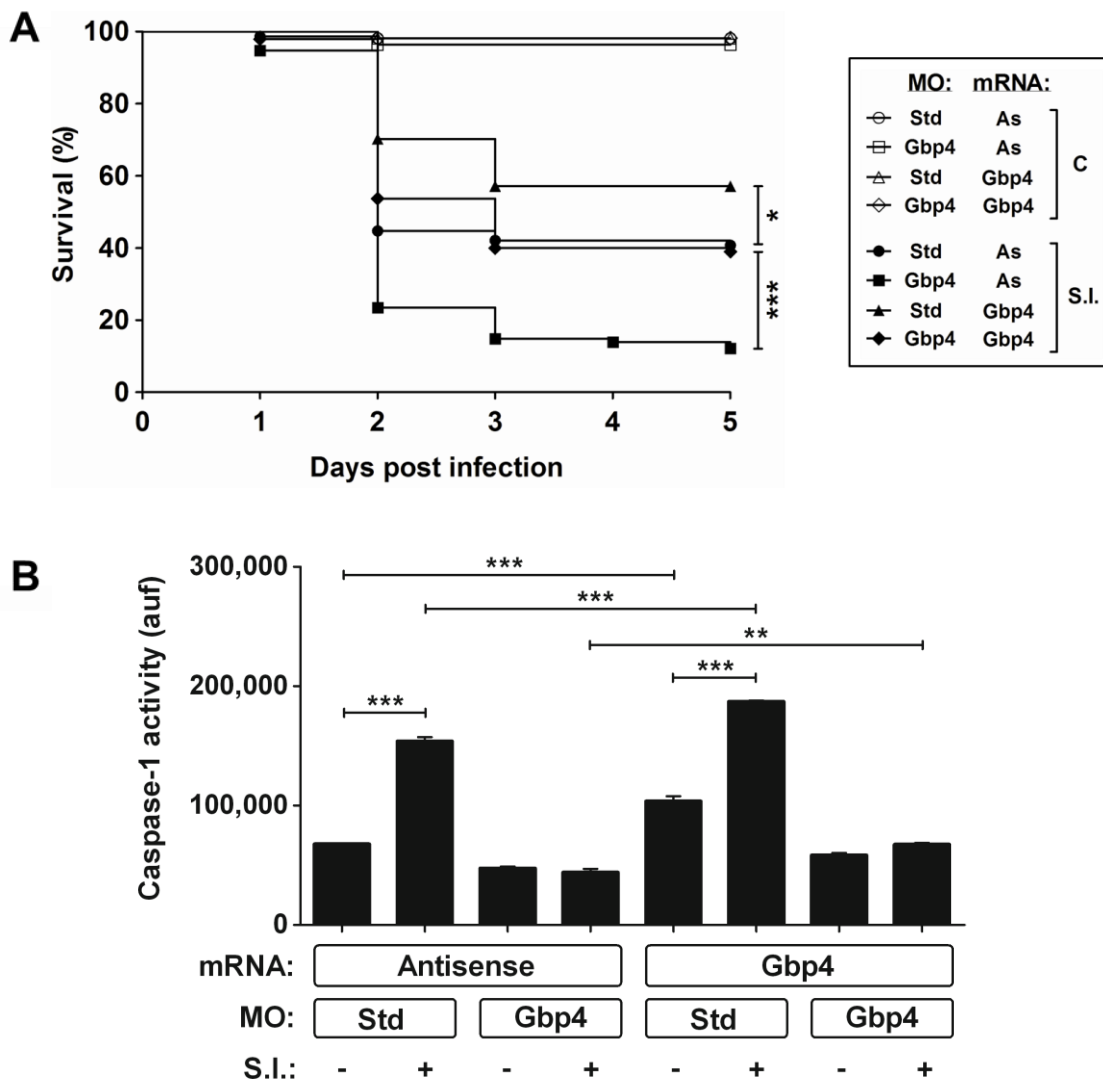 A
Survival (%)
100
80
60
40
20
0
0 1 2 3 4 5
Days post infection
*
***
MO: mRNA:
Std As
Gbp4 As
Std Gbp4
Gbp4 Gbp4
C
Std As
Gbp4 As
Std Gbp4
Gbp4 Gbp4
S.I.
B
Caspase-1 activity (auf)
300,000
200,000
100,000
0
***
***
**
***
***
mRNA: Antisense Gbp4
MO: Std Gbp4 Std Gbp4
S.I.: - + - + - + - +